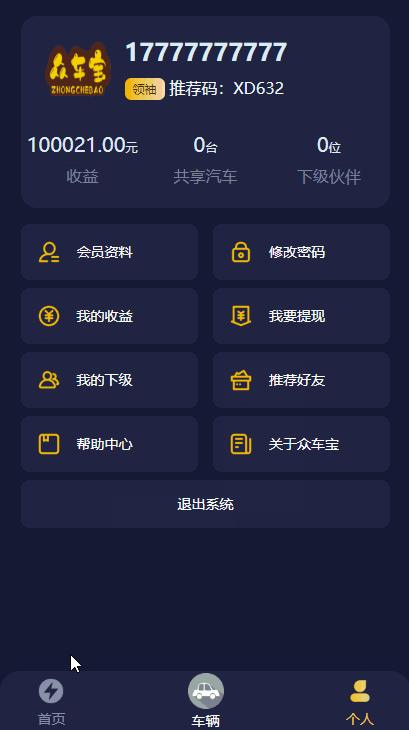 众车宝
ZHONGCHEBAO
17777777777
领袖 推荐码：XD632
100021.00元 0台 0位
收益 共享汽车 下级伙伴
会员资料 修改密码
我的收益 我要提现
我的下级 推荐好友
帮助中心 关于众车宝
退出系统
首页 车辆 个人